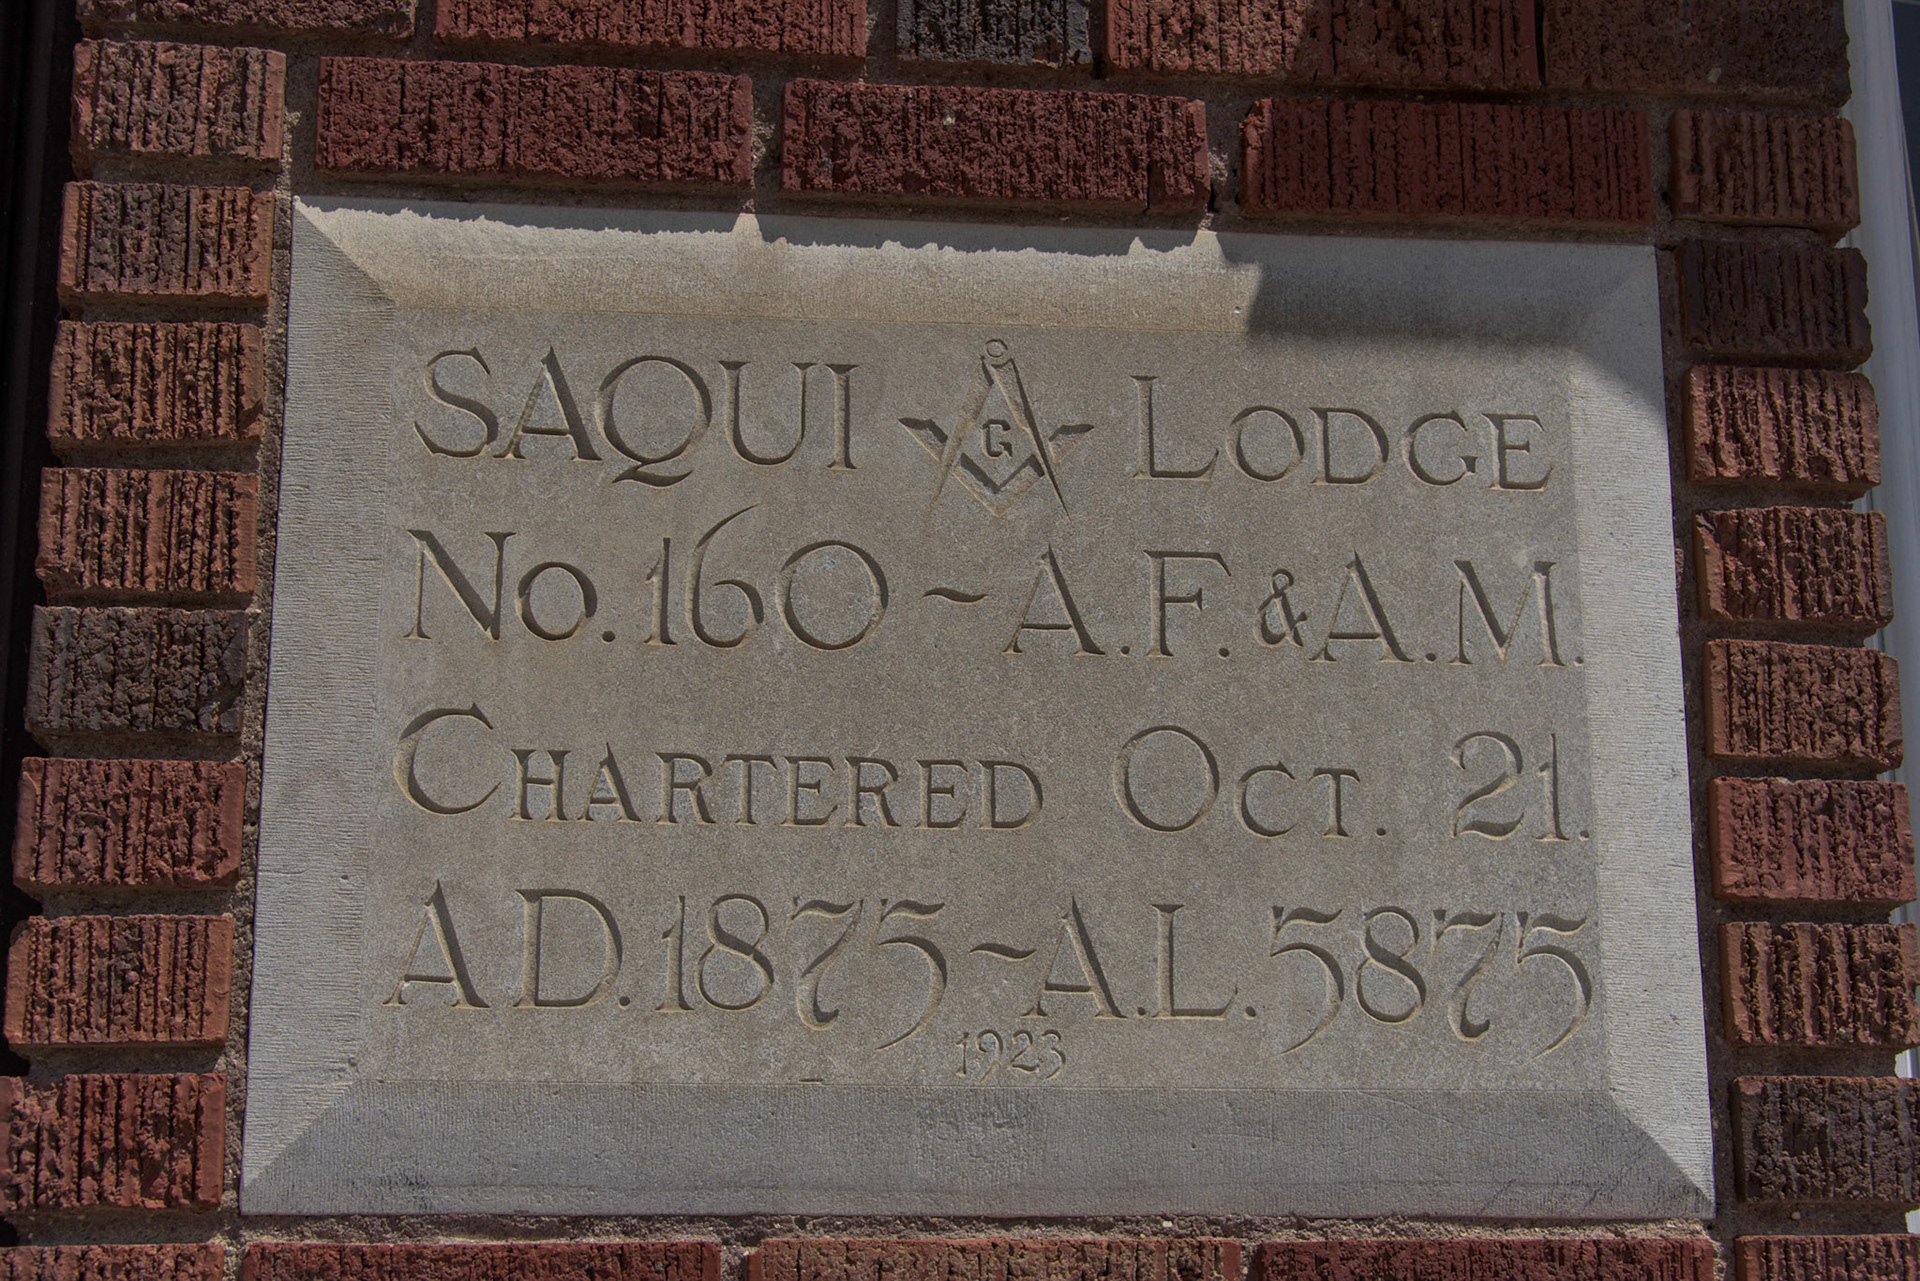 SAQUI G LODGE
No. 160 ~ A. F. & A. M.
CHARTERED OCT. 21.
A D. 1875 ~ A. L. 5875
1923